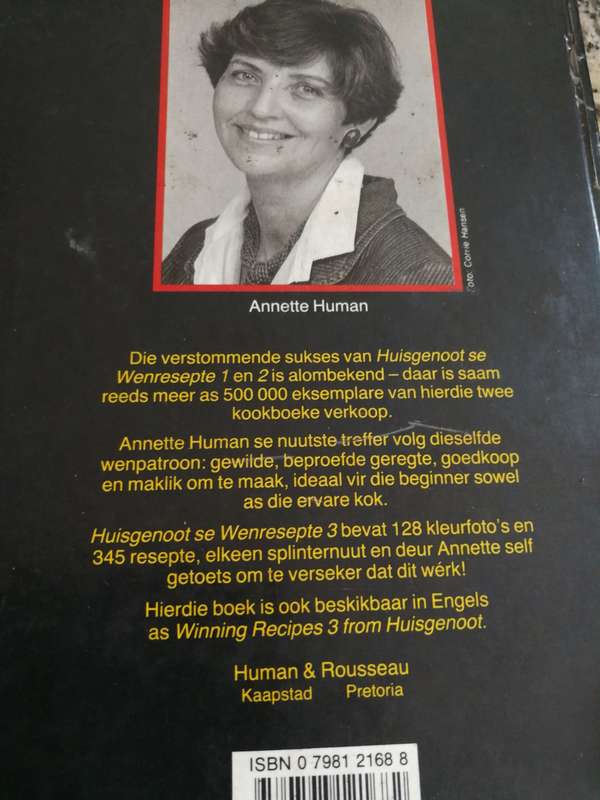 Foto: Corrie Hansen
Annette Human
Die verstommende sukses van Huisgenoot se
Wenresepte 1 en 2 is alombekend – daar is saam
reeds meer as 500 000 eksemplare van hierdie twee
kookboeke verkoop.
Annette Human se nuutste treffer volg dieselfde
wenpatroon: gewilde, beproefde geregte, goedkoop
en maklik om te maak, ideaal vir die beginner sowel
as die ervare kok.
Huisgenoot se Wenresepte 3 bevat 128 kleurfoto's en
345 resepte, elkeen splinternuut en deur Annette self
getoets om te verseker dat dit wérk!
Hierdie boek is ook beskikbaar in Engels
as Winning Recipes 3 from Huisgenoot.
Human & Rousseau
Kaapstad Pretoria
ISBN 0 7981 2168 8